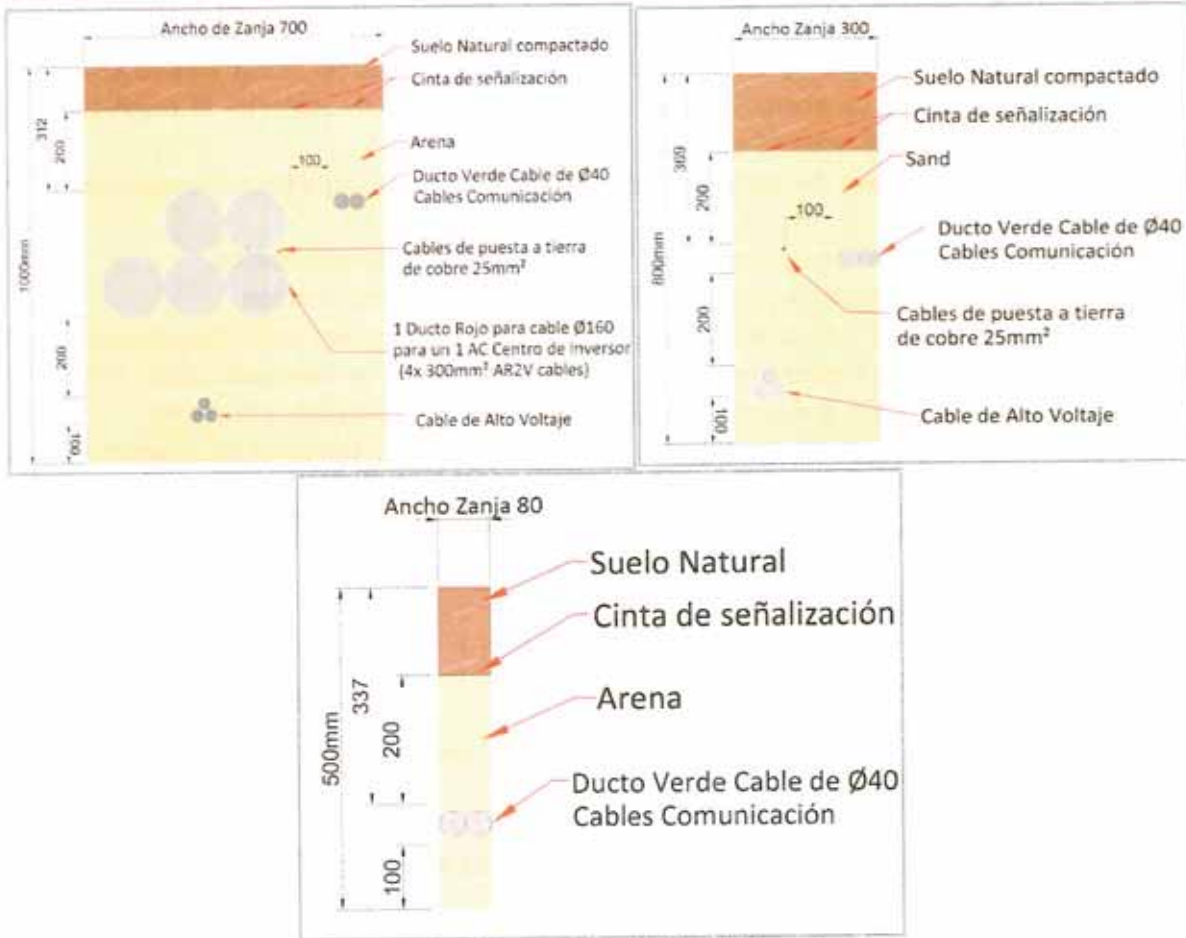 Ancho de Zanja 700
Suelo Natural compactado
Cinta de señalización
312
200
Arena
100
Ducto Verde Cable de Ø40
Cables Comunicación
Cables de puesta a tierra
de cobre 25mm²
1000mm
1 Ducto Rojo para cable Ø160
para un 1 AC Centro de Inversor
(4x 300mm² AR2V cables)
200
Cable de Alto Voltaje
100
Ancho Zanja 300
Suelo Natural compactado
Cinta de señalización
369
Sand
200
100
Ducto Verde Cable de Ø40
Cables Comunicación
800mm
200
Cables de puesta a tierra
de cobre 25mm²
Cable de Alto Voltaje
100
Ancho Zanja 80
Suelo Natural
Cinta de señalización
337
Arena
200
500mm
Ducto Verde Cable de Ø40
Cables Comunicación
100